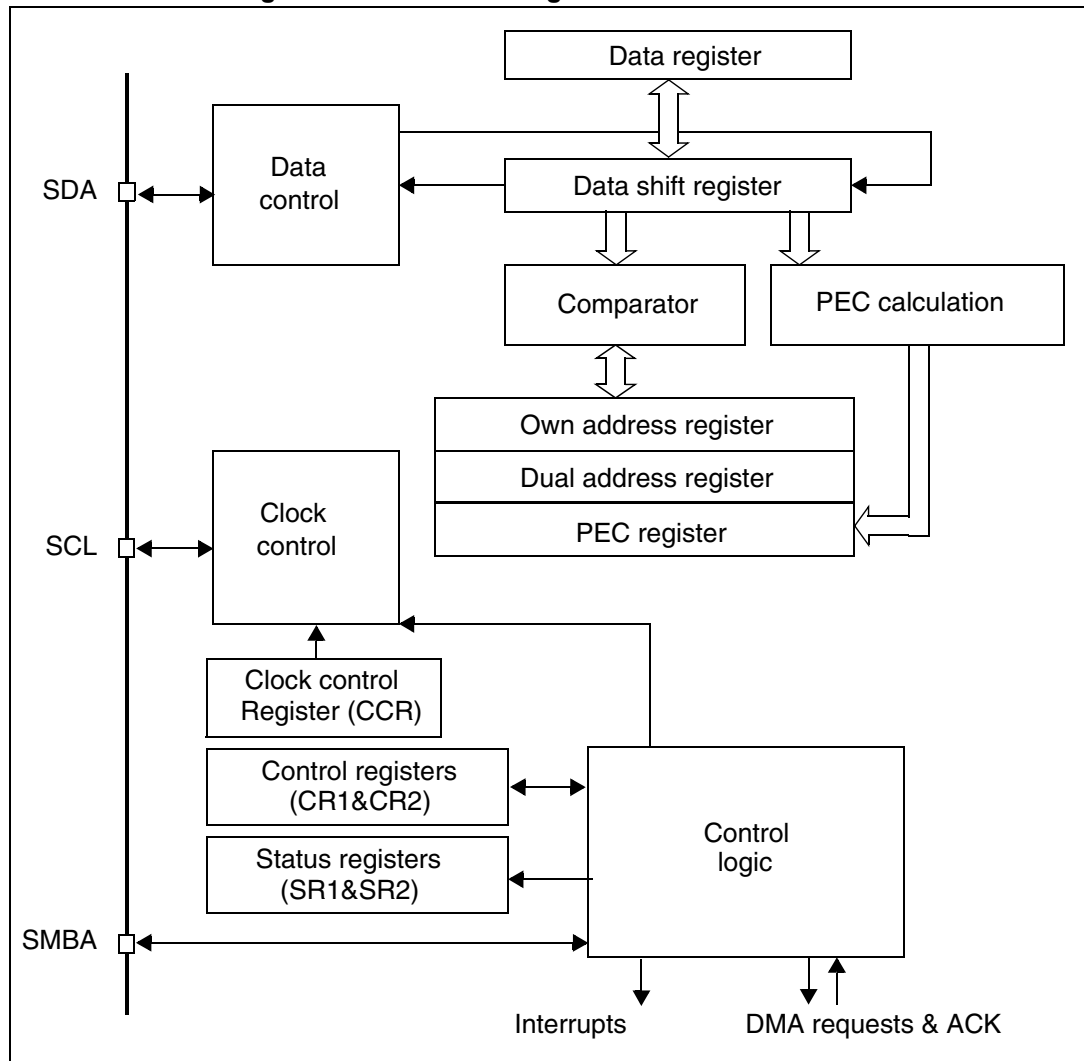 Data register
Data
control
SDA
Data shift register
Comparator
PEC calculation
Own address register
Dual address register
PEC register
Clock
control
SCL
Clock control
Register (CCR)
Control registers
(CR1&CR2)
Status registers
(SR1&SR2)
Control
logic
SMBA
Interrupts
DMA requests & ACK